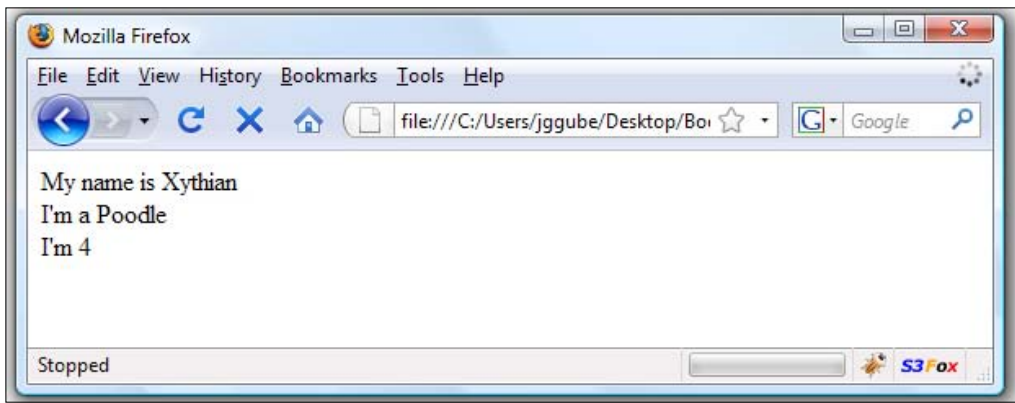 Mozilla Firefox
File Edit View History Bookmarks Tools Help
file:///C:/Users/jggube/Desktop/Bo
G Google
My name is Xythian
I'm a Poodle
I'm 4
Stopped
S3Fox